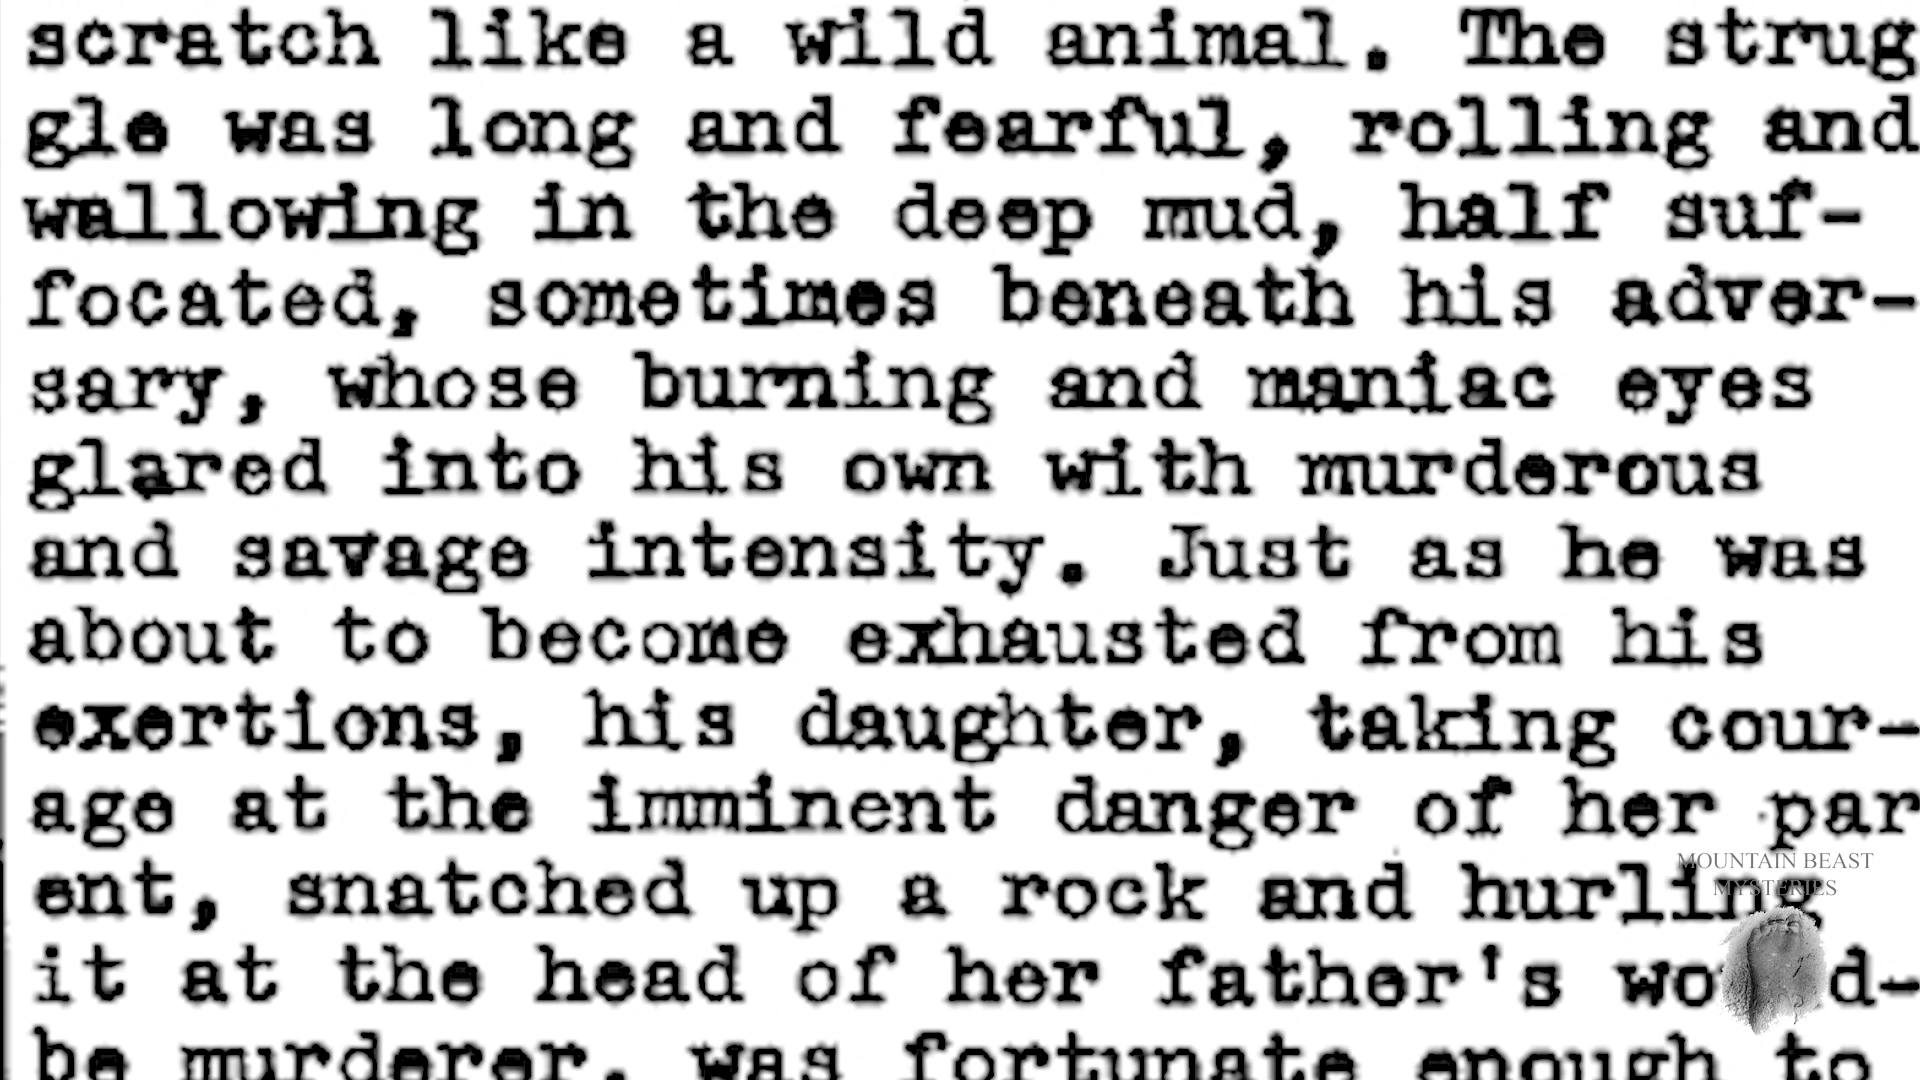 scratch like a wild animal. The strug
gle was long and fearful, rolling and
wallowing in the deep mud, half suf-
focated, sometimes beneath his adver-
sary, whose burning and maniac eyes
glared into his own with murderous
and savage intensity. Just as he was
about to become exhausted from his
exertions, his daughter, taking cour-
age at the imminent danger of her par
ent, snatched up a rock and hurling
it at the head of her father's would-
be murderer, was fortunate enough to
MOUNTAIN BEAST
MYSTERIES